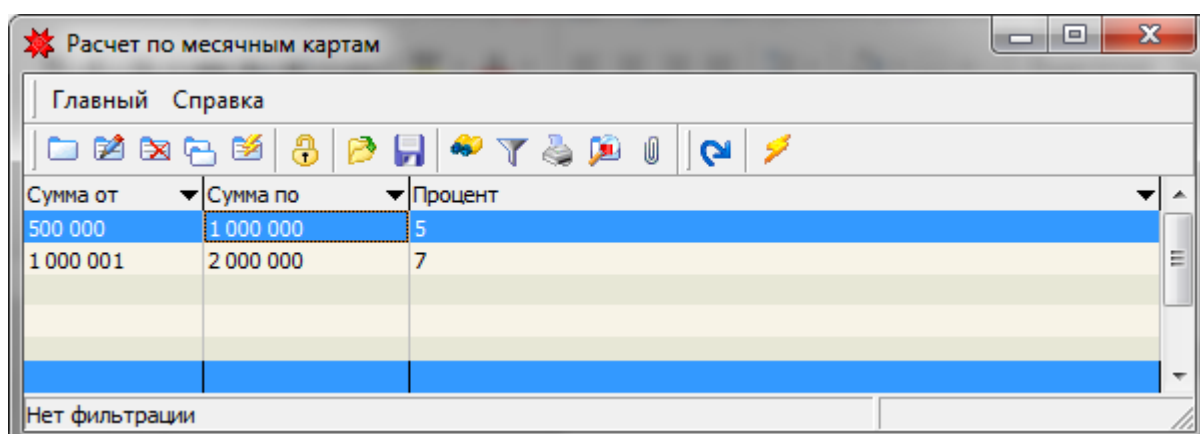 Расчет по месячным картам
Главный Справка
Сумма от Сумма по Процент
500 000 1 000 000 5
1 000 001 2 000 000 7
Нет фильтрации